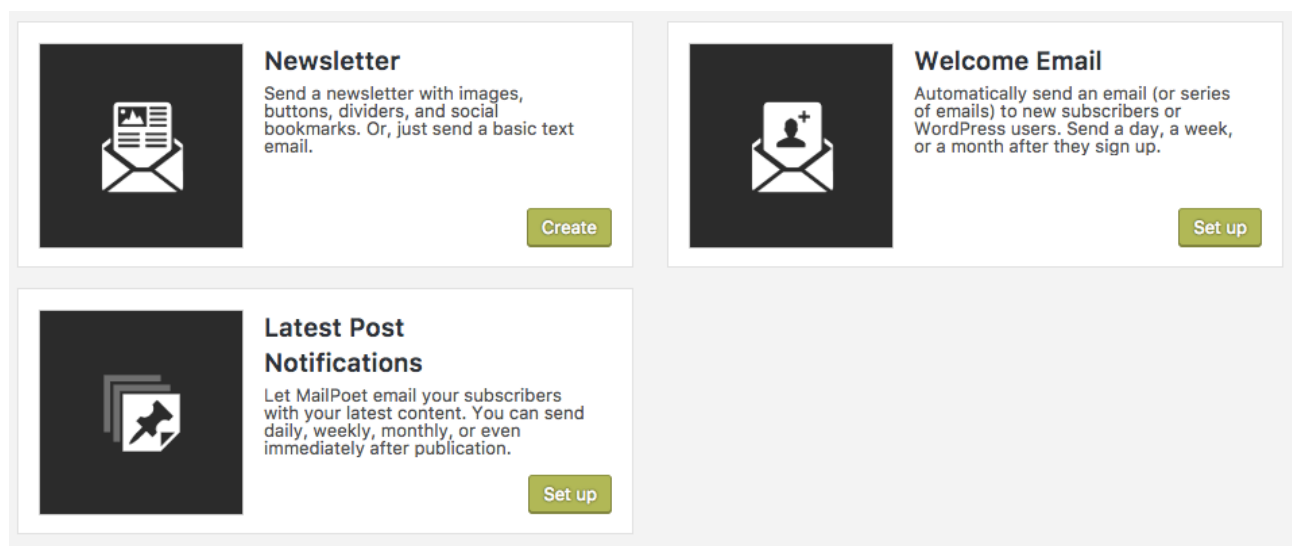 Newsletter
Send a newsletter with images,
buttons, dividers, and social
bookmarks. Or, just send a basic text
email.
Create
Welcome Email
Automatically send an email (or series
of emails) to new subscribers or
WordPress users. Send a day, a week,
or a month after they sign up.
Set up
Latest Post
Notifications
Let MailPoet email your subscribers
with your latest content. You can send
daily, weekly, monthly, or even
immediately after publication.
Set up